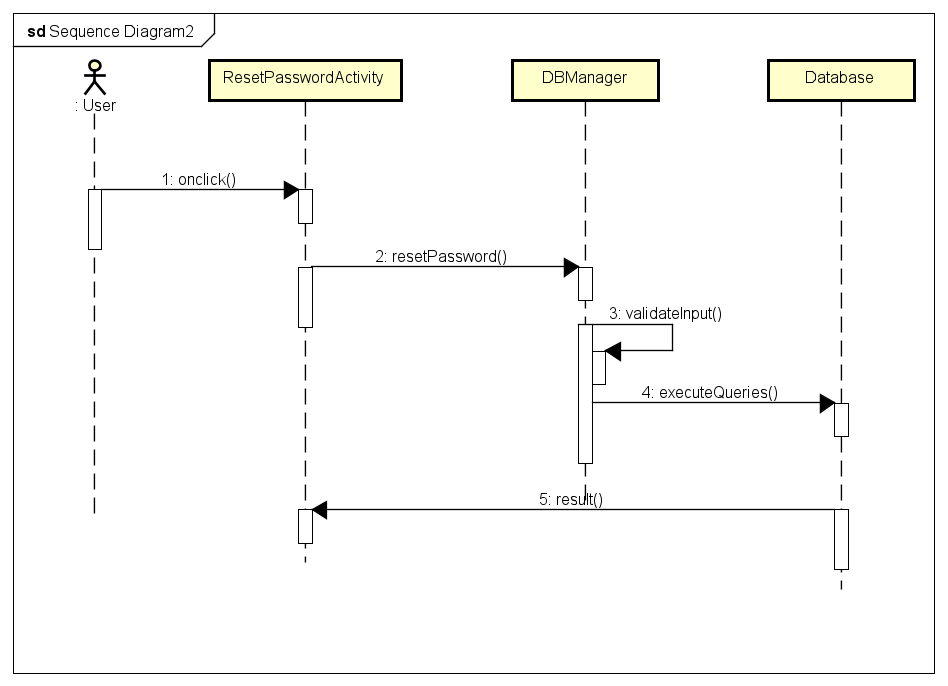 sd Sequence Diagram2
: User
ResetPasswordActivity
DBManager
Database
1: onclick()
2: resetPassword()
3: validateInput()
4: executeQueries()
5: result()